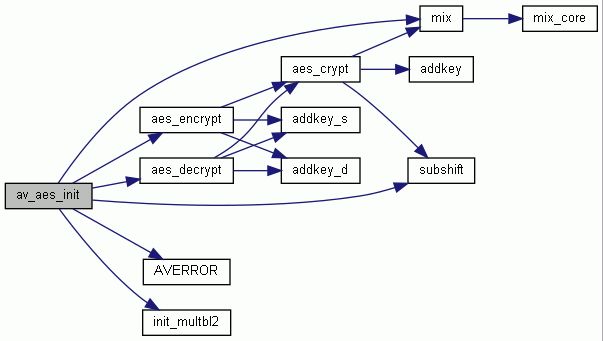 mix
mix_core
aes_crypt
addkey
aes_encrypt
addkey_s
aes_decrypt
addkey_d
subshift
av_aes_init
AVERROR
init_multbl2